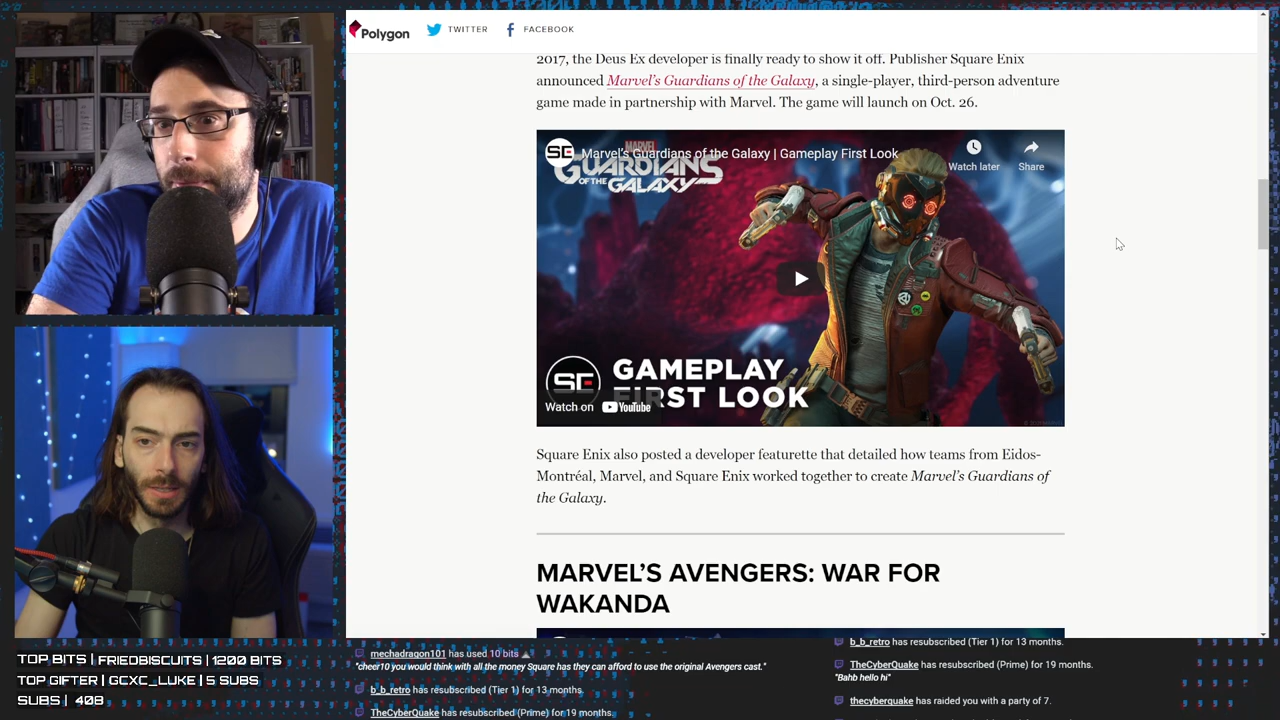 Polygon
TWITTER
FACEBOOK
2017, the Deus Ex developer is finally ready to show it off. Publisher Square Enix
announced Marvel's Guardians of the Galaxy, a single-player, third-person adventure
game made in partnership with Marvel. The game will launch on Oct. 26.
SE
Marvel's Guardians of the Galaxy | Gameplay First Look
Watch later
Share
MARVEL
GUARDIANS
OF THE
GALAXY
SE
GAMEPLAY
FIRST LOOK
Watch on YouTube
Square Enix also posted a developer featurette that detailed how teams from Eidos-
Montréal, Marvel, and Square Enix worked together to create Marvel's Guardians of
the Galaxy.
MARVEL'S AVENGERS: WAR FOR
WAKANDA
TOP BITS | FRIEDBISCUITS | 1200 BITS
TOP GIFTER | GCXC_LUKE | 5 SUBS
SUBS | 408
mechadragon101 has used 10 bits
"cheer10 you would think with all the money Square has they can afford to use the original Avengers cast."
b_b_retro has resubscribed (Tier 1) for 13 months.
TheCyberQuake has resubscribed (Prime) for 19 months.
b_b_retro has resubscribed (Tier 1) for 13 months.
TheCyberQuake has resubscribed (Prime) for 19 months.
"Bahb hello hi"
thecyberquake has raided you with a party of 7.